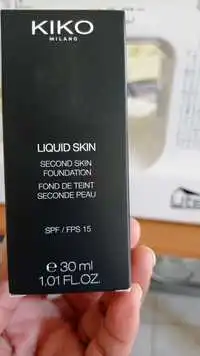 KIKO
MILANO
LIQUID SKIN
SECOND SKIN
FOUNDATION
FOND DE TEINT
SECONDE PEAU
SPF / FPS 15
℮ 30 ml
1.01 FL.OZ.